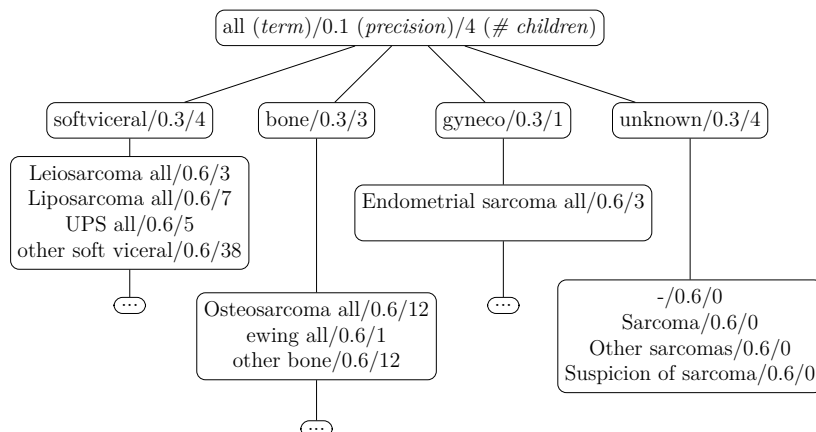 all (term)/0.1 (precision)/4 (# children)
softviceral/0.3/4
bone/0.3/3
gyneco/0.3/1
unknown/0.3/4
Leiosarcoma all/0.6/3
Liposarcoma all/0.6/7
UPS all/0.6/5
other soft viceral/0.6/38
...
Osteosarcoma all/0.6/12
ewing all/0.6/1
other bone/0.6/12
...
Endometrial sarcoma all/0.6/3
...
-/0.6/0
Sarcoma/0.6/0
Other sarcomas/0.6/0
Suspicion of sarcoma/0.6/0